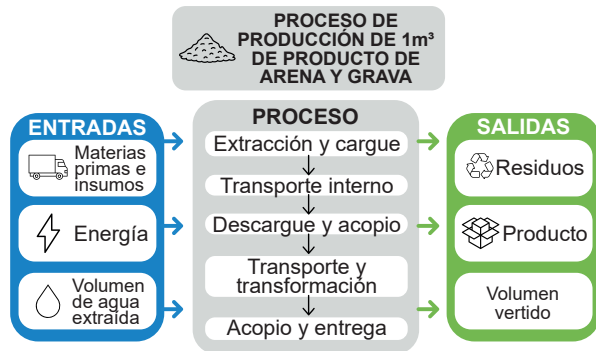 PROCESO DE
PRODUCCIÓN DE 1m³
DE PRODUCTO DE
ARENA Y GRAVA
ENTRADAS
Materias
primas e
insumos
Energía
Volumen
de agua
extraída
PROCESO
Extracción y cargue
Transporte interno
Descargue y acopio
Transporte y
transformación
Acopio y entrega
SALIDAS
Residuos
Producto
Volumen
vertido